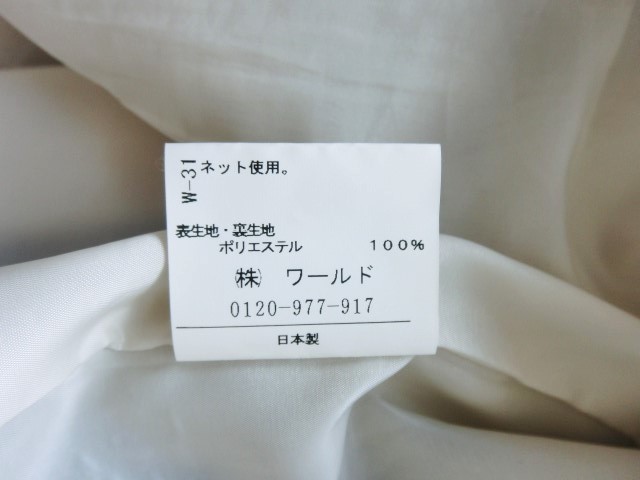 W-31
ネット使用。
表生地・裏生地
ポリエステル 100%
㈱ ワールド
0120-977-917
日本製